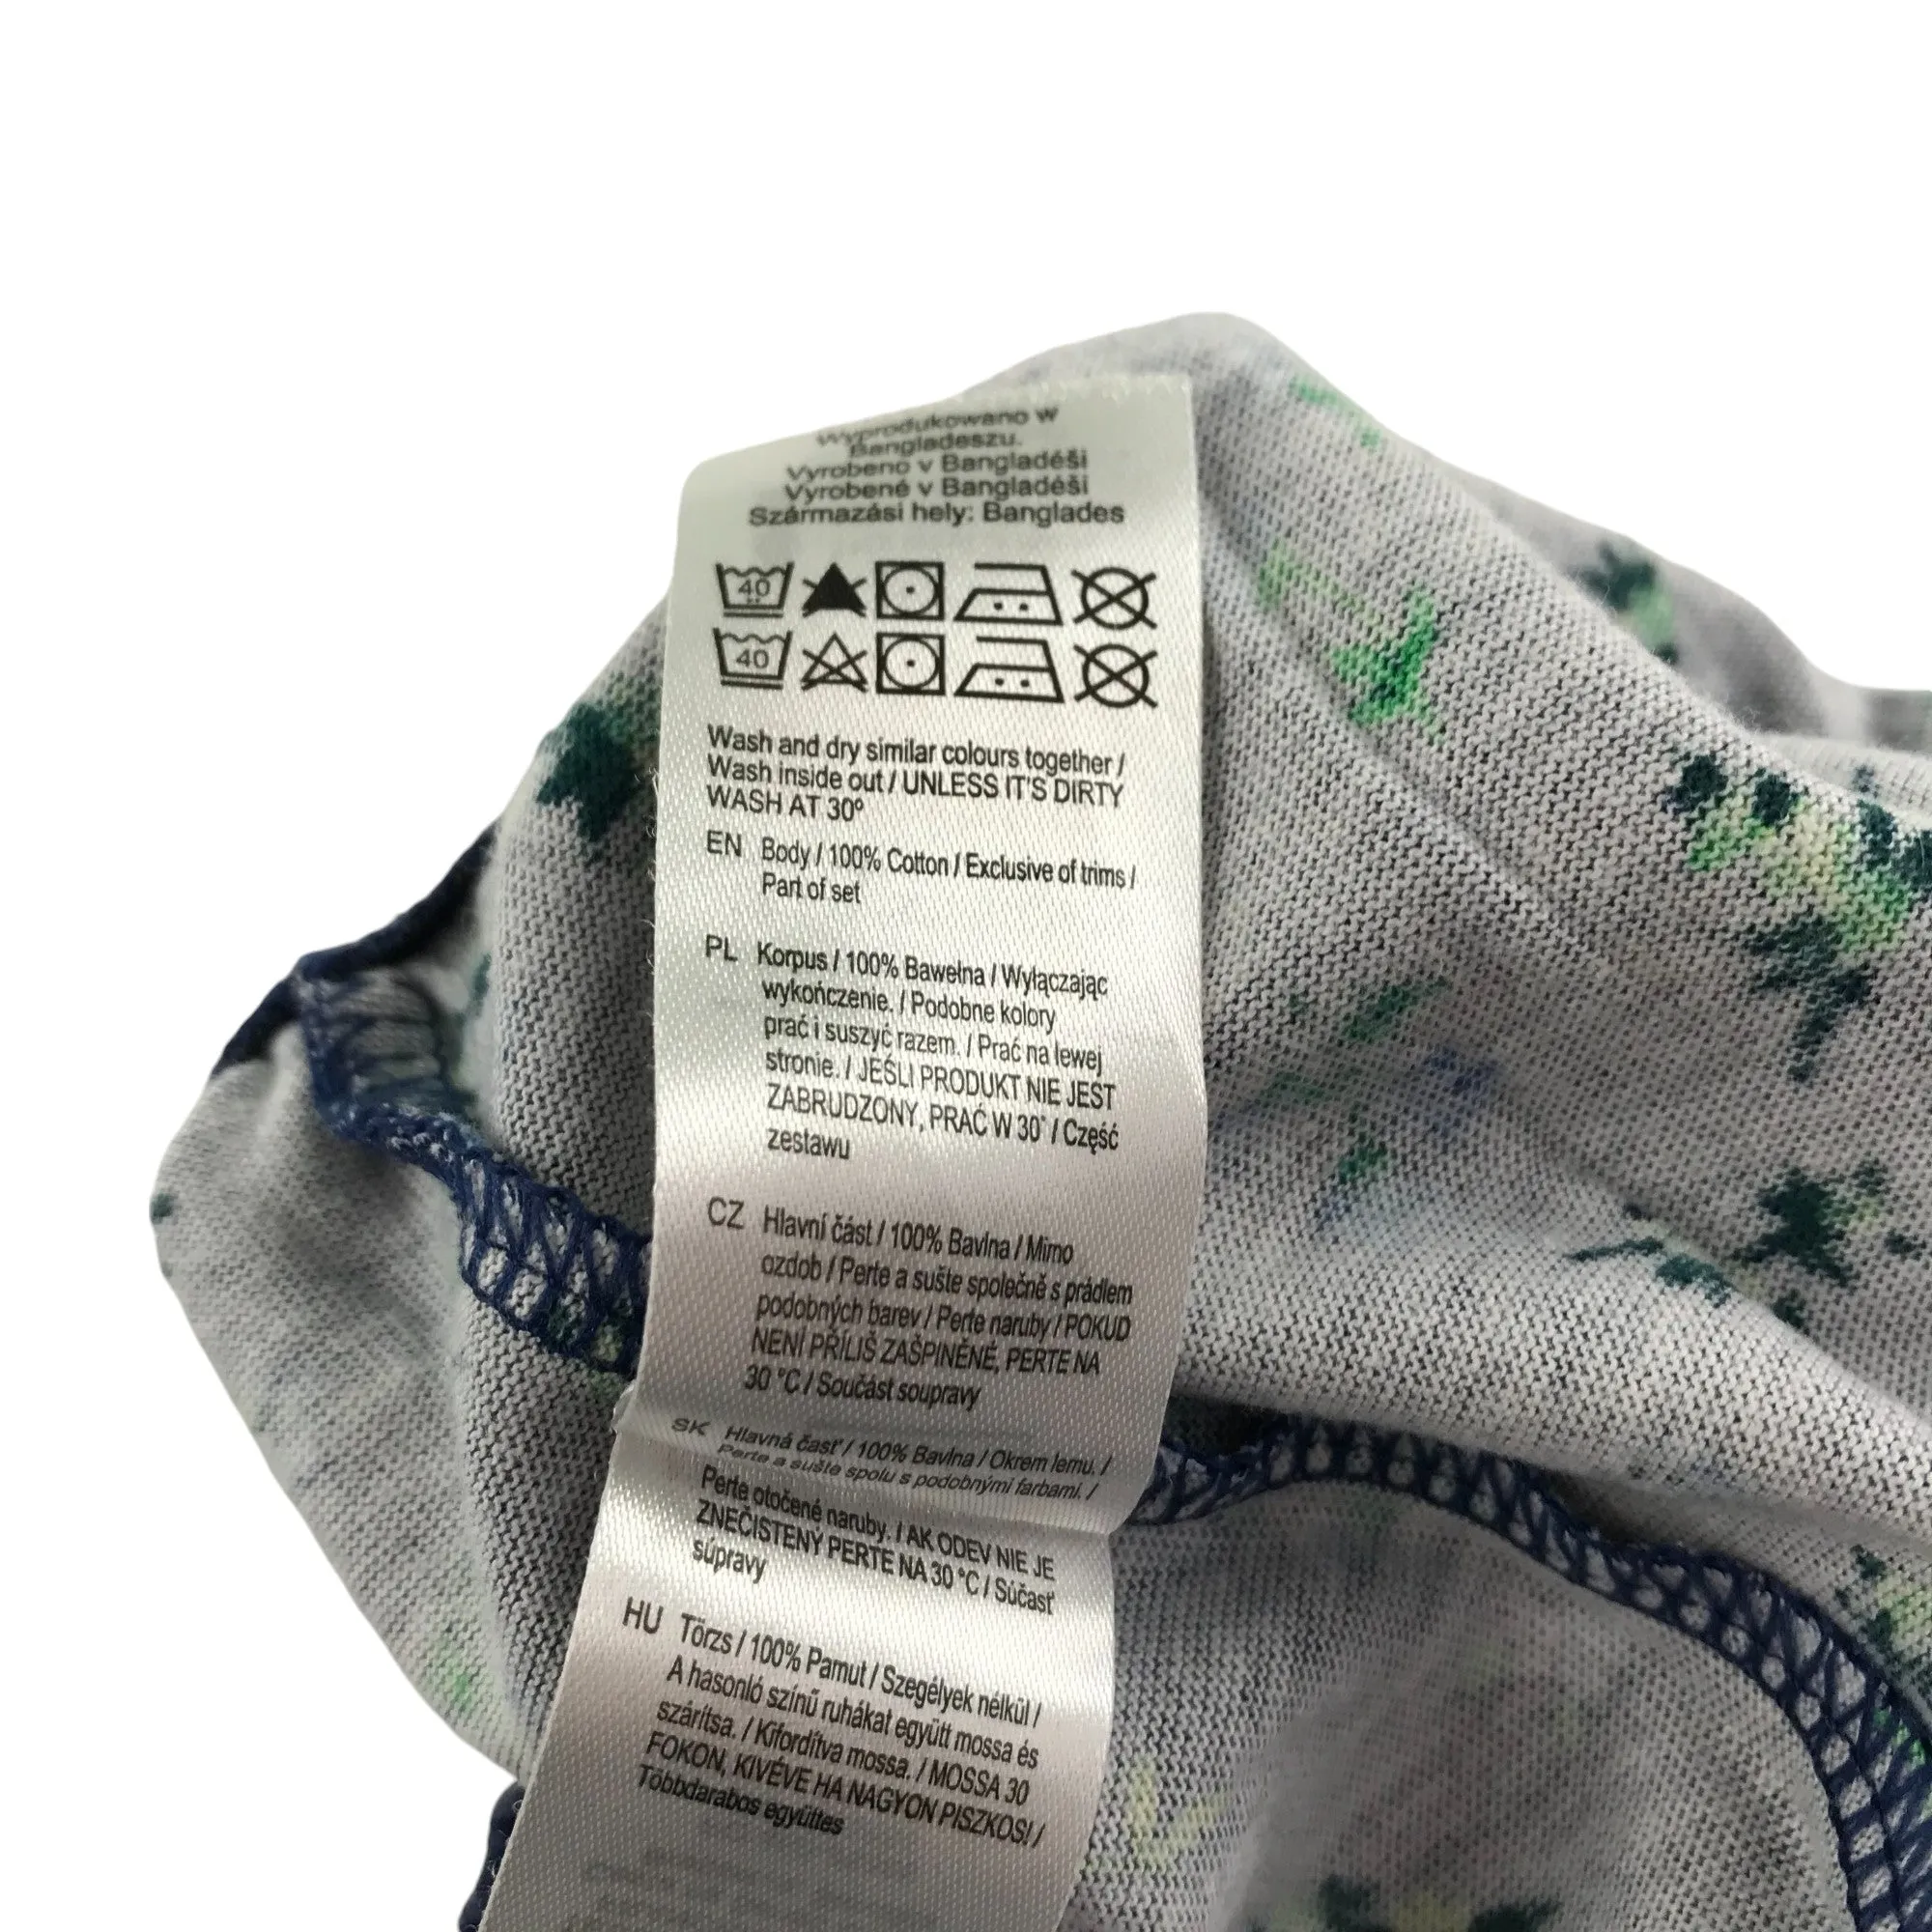 Wyprodukowano w
Bangladeszu.
Vyrobeno v Bangladéši
Vyrobené v Bangladéši
Származási hely: Banglades
40
40
Wash and dry similar colours together /
Wash inside out / UNLESS IT'S DIRTY
WASH AT 30º
EN Body / 100% Cotton / Exclusive of trims /
Part of set
PL Korpus / 100% Bawełna / Wyłączając
wykończenie. / Podobne kolory
prać i suszyć razem. / Prać na lewej
stronie. / JEŚLI PRODUKT NIE JEST
ZABRUDZONY, PRAĆ W 30° / Część
zestawu
CZ Hlavní část / 100% Bavlna / Mimo
ozdob / Perte a sušte společně s prádlem
podobných barev / Perte naruby / POKUD
NENÍ PŘÍLIŠ ZAŠPINĚNÉ, PERTE NA
30 °C / Součást soupravy
SK Hlavná časť / 100% Bavlna / Okrem lemu. /
Perte a sušte spolu s podobnými farbami. /
Perte otočené naruby. / AK ODEV NIE JE
ZNEČISTENÝ PERTE NA 30 °C / Súčasť
súpravy
HU Törzs / 100% Pamut / Szegélyek nélkül /
A hasonló színű ruhákat együtt mossa és
szárítsa. / Kifordítva mossa. / MOSSA 30
FOKON, KIVÉVE HA NAGYON PISZKOS! /
Többdarabos együttes